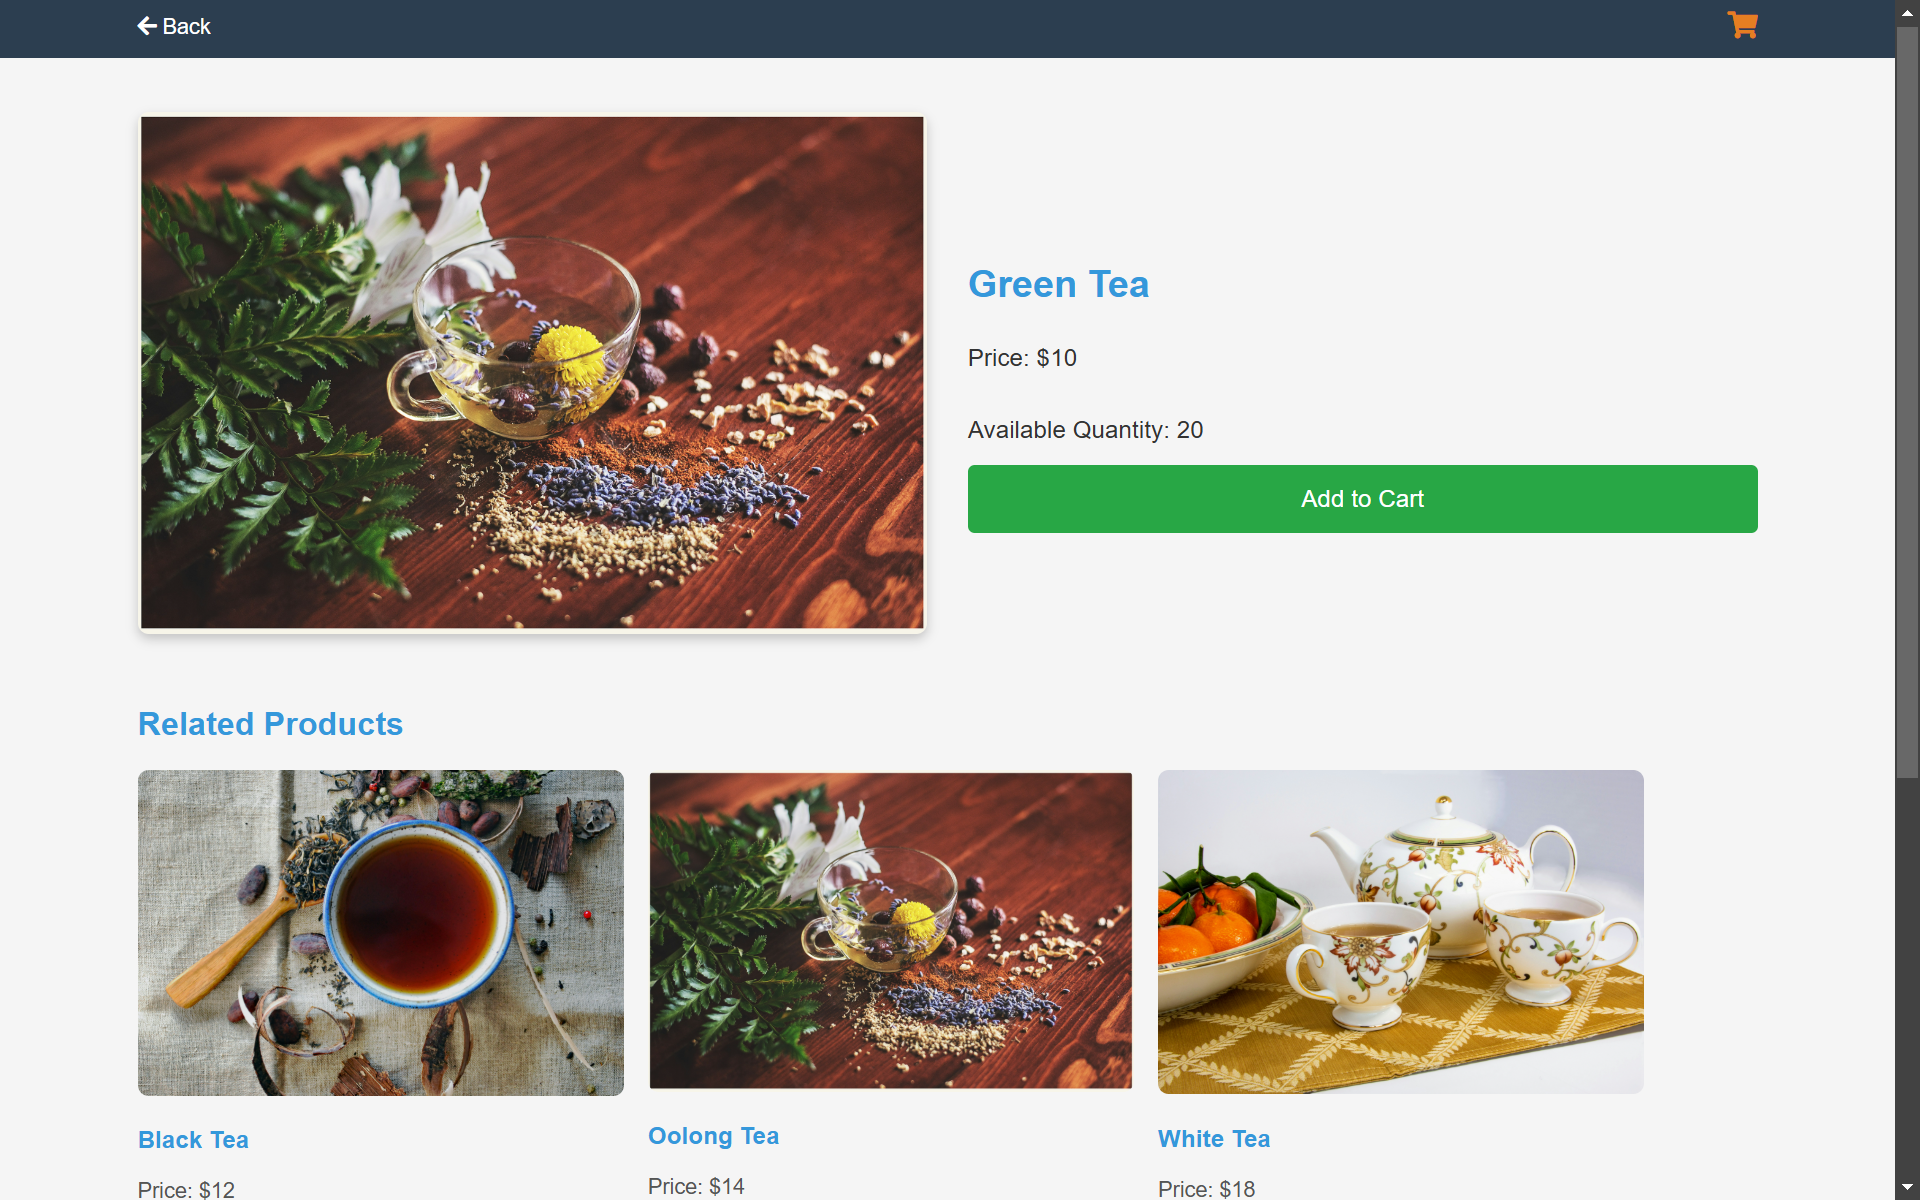 Back
Green Tea
Price: $10
Available Quantity: 20
Add to Cart
Related Products
Black Tea
Price: $12
Oolong Tea
Price: $14
White Tea
Price: $18